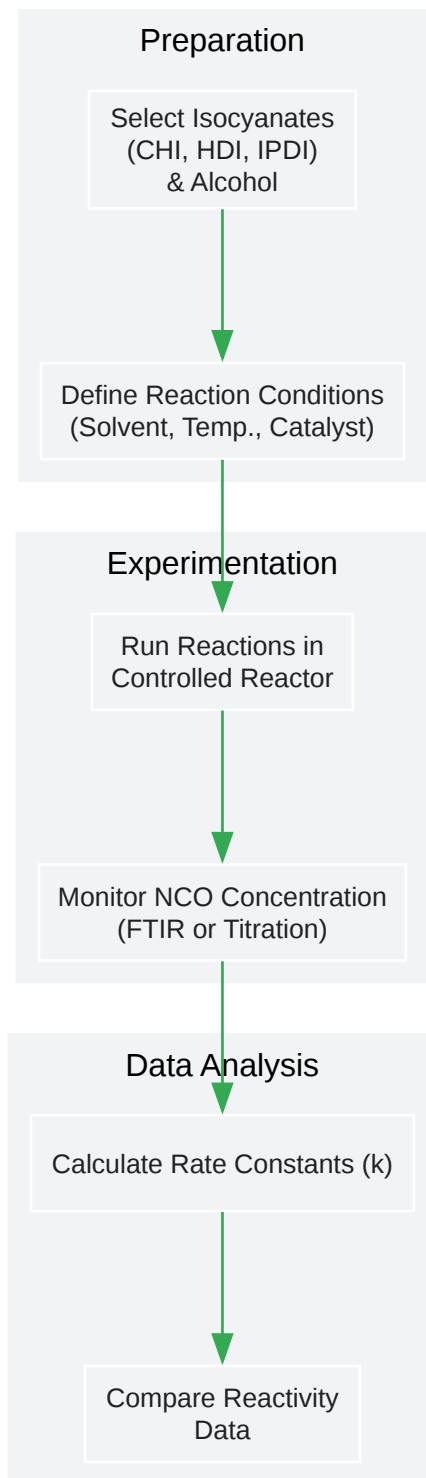 Preparation
Select Isocyanates
(CHI, HDI, IPDI)
& Alcohol
Define Reaction Conditions
(Solvent, Temp., Catalyst)
Experimentation
Run Reactions in
Controlled Reactor
Monitor NCO Concentration
(FTIR or Titration)
Data Analysis
Calculate Rate Constants (k)
Compare Reactivity
Data